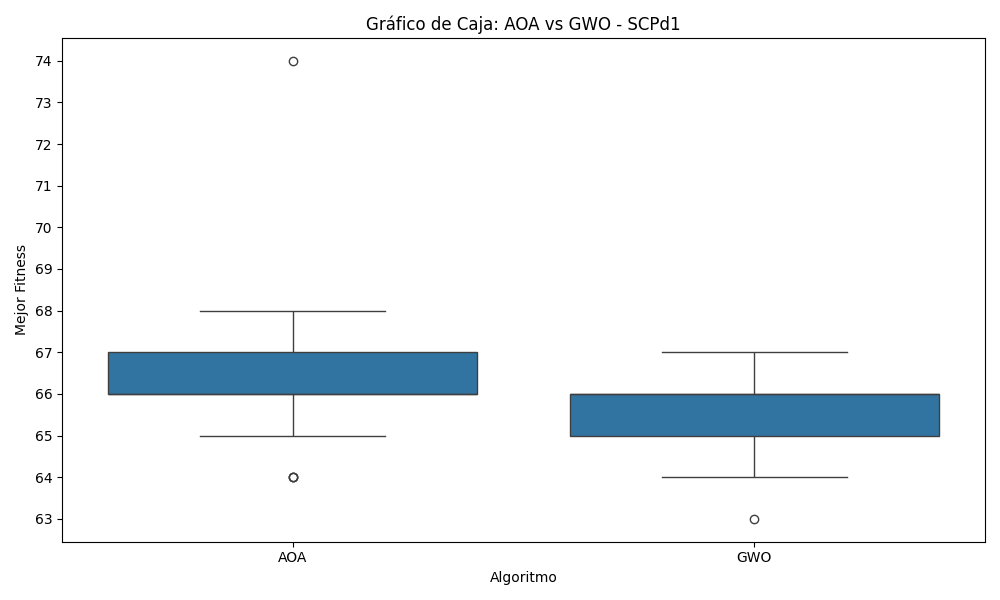 Gráfico de Caja: AOA vs GWO - SCPd1
Mejor Fitness
74
73
72
71
70
69
68
67
66
65
64
63
AOA
GWO
Algoritmo